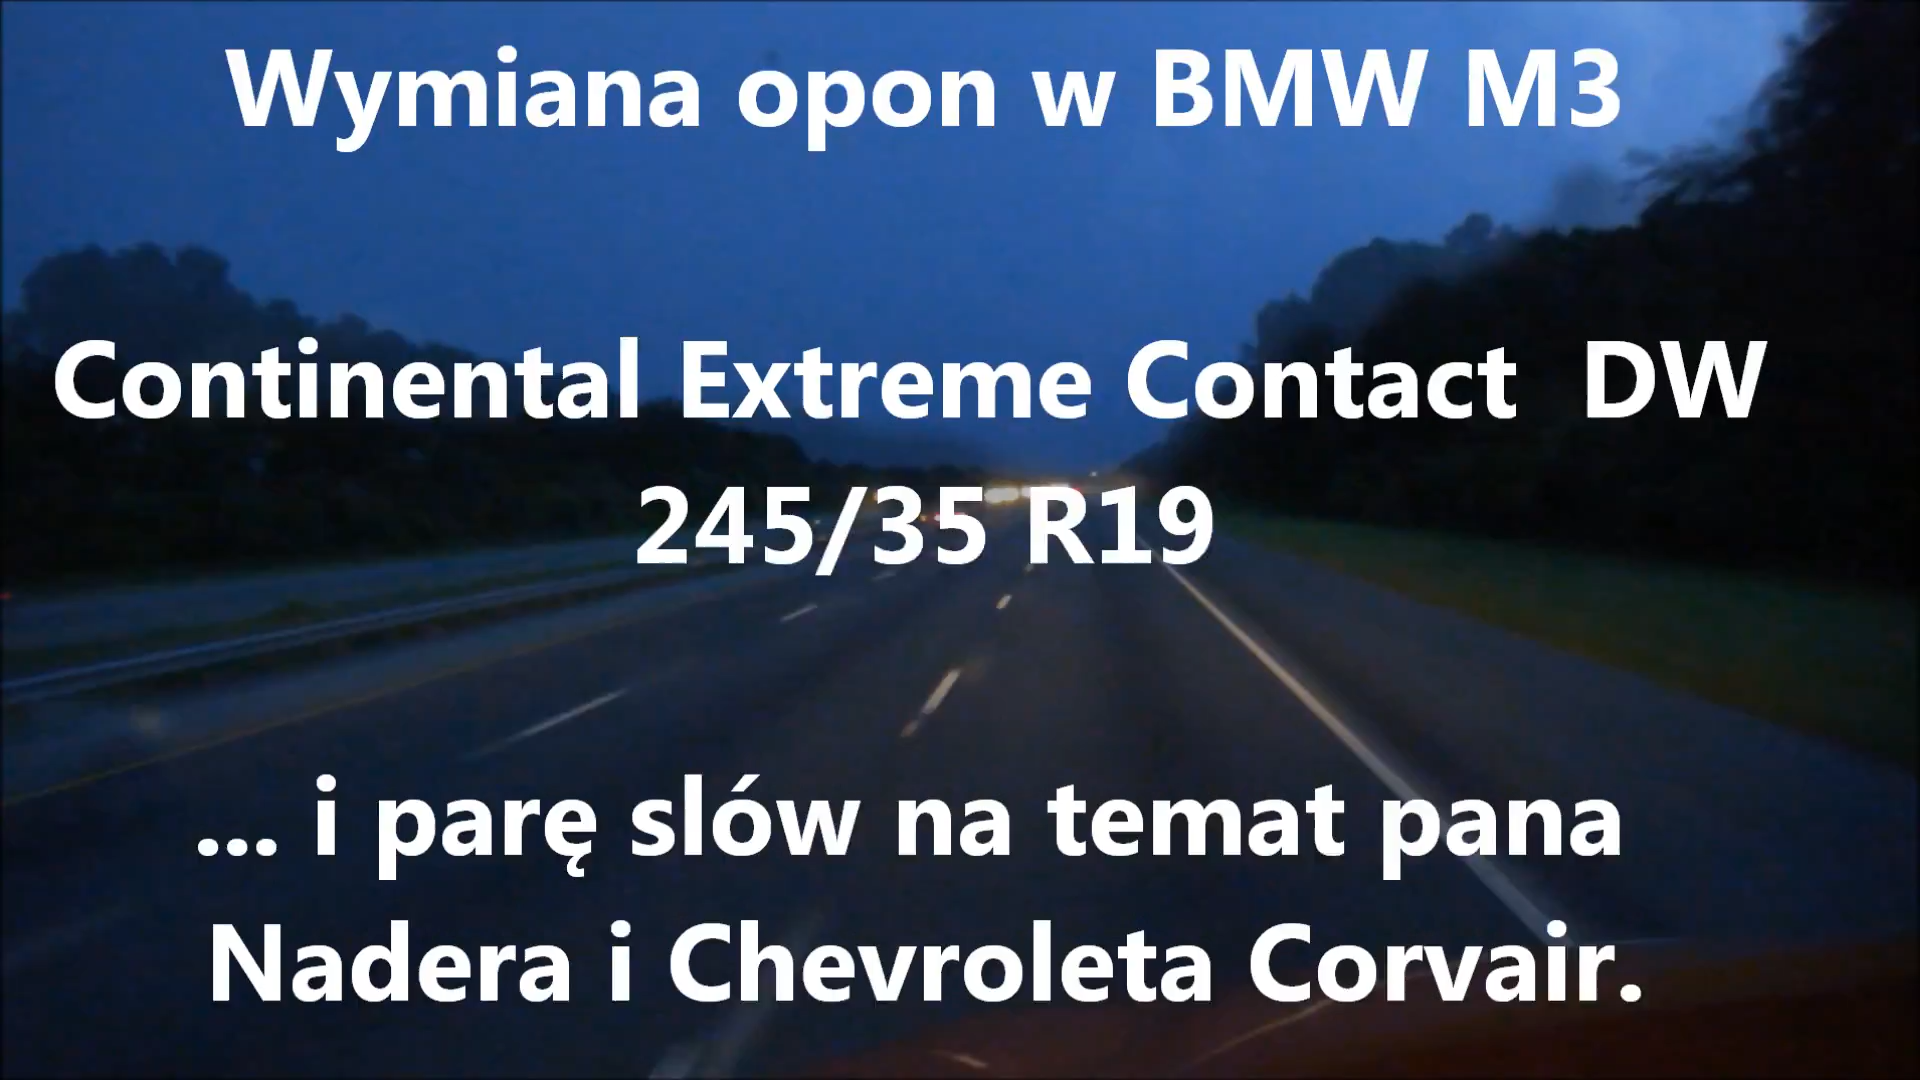 Wymiana opon w BMW M3
Continental Extreme Contact  DW
245/35 R19
... i parę slów na temat pana
Nadera i Chevroleta Corvair.